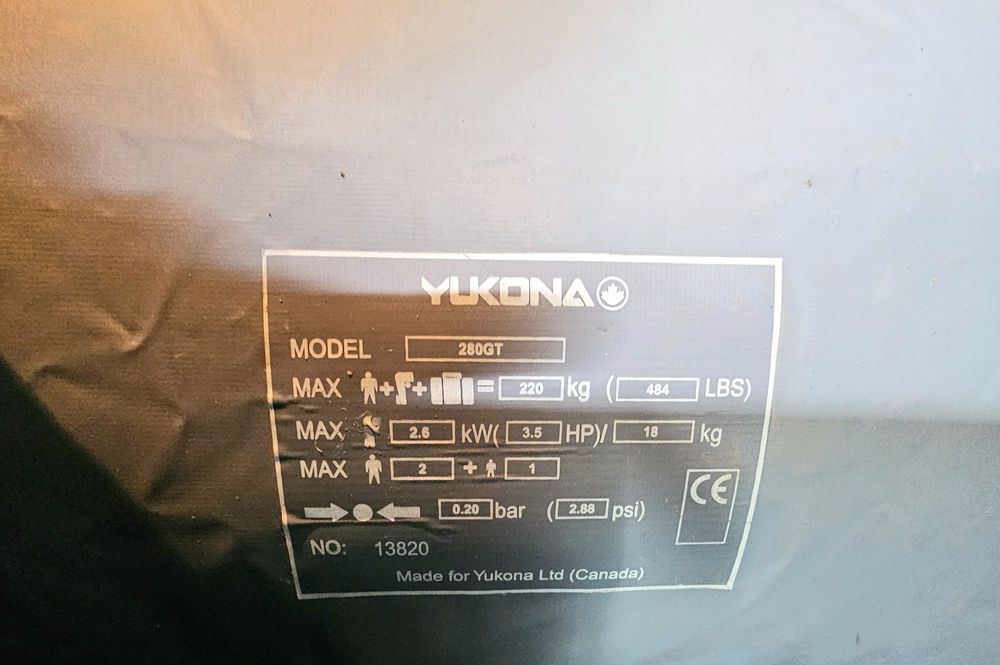 YUKONA
MODEL 280GT
MAX + + = 220 kg (484 LBS)
MAX 2.6 kW(3.5 HP)/ 18 kg
MAX 2 + 1
0.20 bar (2.88 psi)
CE
NO: 13820
Made for Yukona Ltd (Canada)